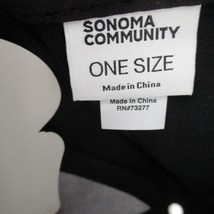 SONOMA
COMMUNITY
ONE SIZE
Made in China
Made in China
RN#73277